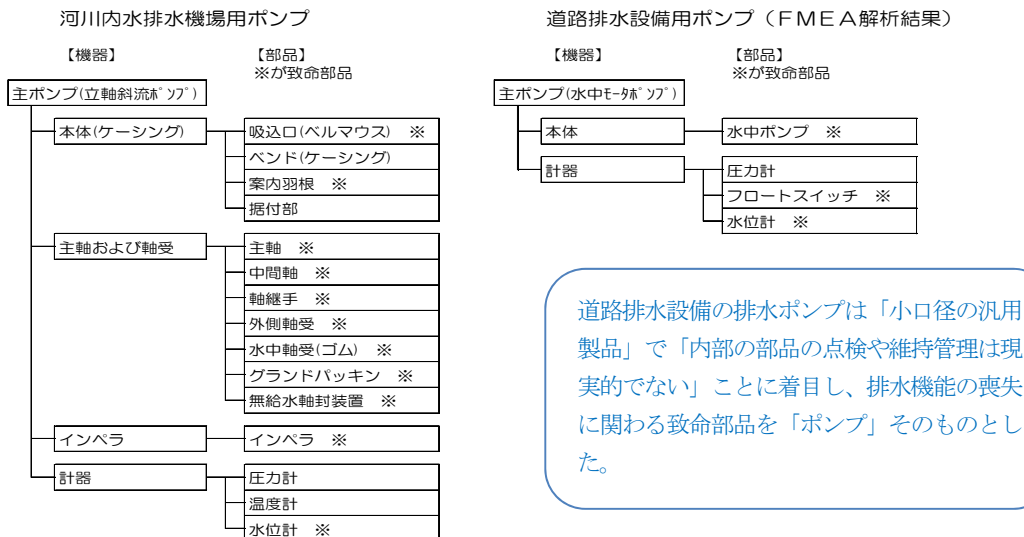 河川内水排水機場用ポンプ
【機器】
【部品】
※が致命部品
主ポンプ(立軸斜流ﾎﾟﾝﾌﾟ)
本体(ケーシング)
吸込口(ベルマウス) ※
ベンド(ケーシング)
案内羽根 ※
据付部
主軸および軸受
主軸 ※
中間軸 ※
軸継手 ※
外側軸受 ※
水中軸受(ゴム) ※
グランドパッキン ※
無給水軸封装置 ※
インペラ
インペラ ※
計器
圧力計
温度計
水位計 ※
道路排水設備用ポンプ（ＦＭＥＡ解析結果）
【機器】
【部品】
※が致命部品
主ポンプ(水中ﾓｰﾀﾎﾟﾝﾌﾟ)
本体
水中ポンプ ※
計器
圧力計
フロートスイッチ ※
水位計 ※
道路排水設備の排水ポンプは「小口径の汎用
製品」で「内部の部品の点検や維持管理は現
実的でない」ことに着目し、排水機能の喪失
に関わる致命部品を「ポンプ」そのものとし
た。